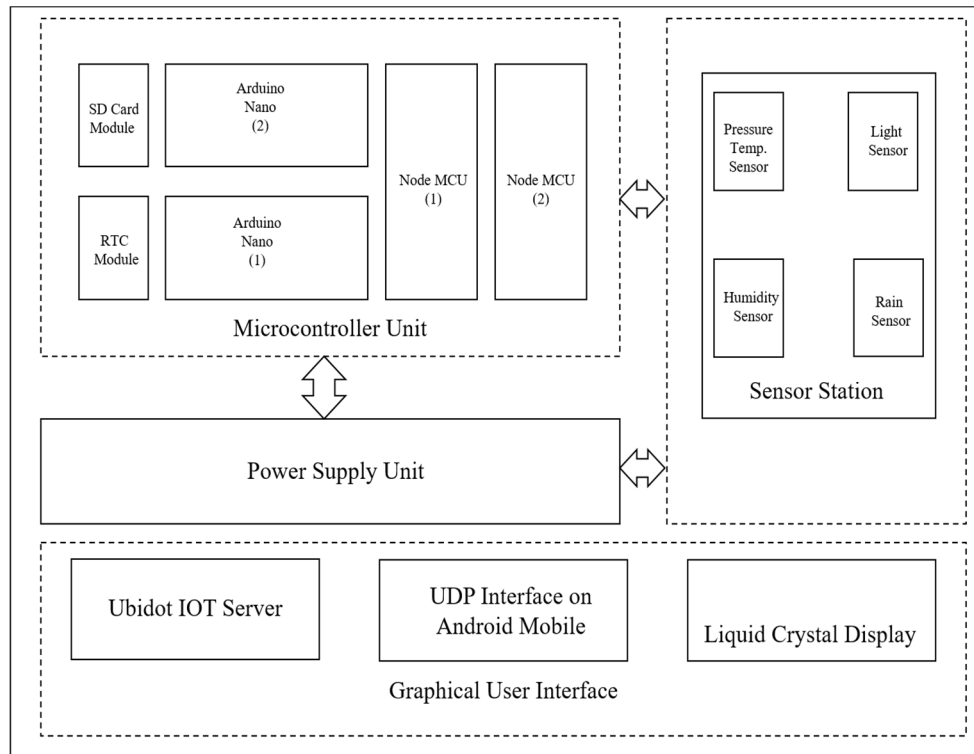 SD Card
Module
Arduino
Nano
(2)
RTC
Module
Arduino
Nano
(1)
Node MCU
(1)
Node MCU
(2)
Microcontroller Unit
Pressure
Temp.
Sensor
Light
Sensor
Humidity
Sensor
Rain
Sensor
Sensor Station
Power Supply Unit
Ubidot IOT Server
UDP Interface on
Android Mobile
Liquid Crystal Display
Graphical User Interface